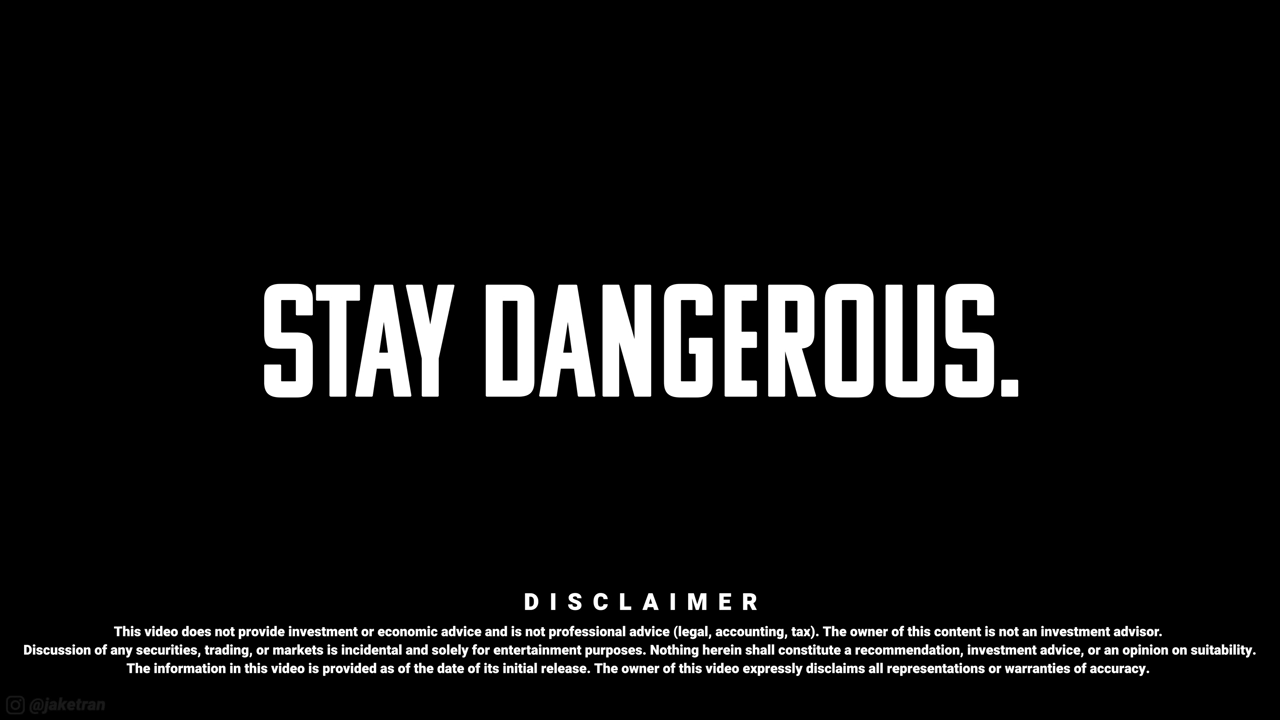 STAY DANGEROUS.
DISCLAIMER
This video does not provide investment or economic advice and is not professional advice (legal, accounting, tax). The owner of this content is not an investment advisor.
Discussion of any securities, trading, or markets is incidental and solely for entertainment purposes. Nothing herein shall constitute a recommendation, investment advice, or an opinion on suitability.
The information in this video is provided as of the date of its initial release. The owner of this video expressly disclaims all representations or warranties of accuracy.
@jaketran